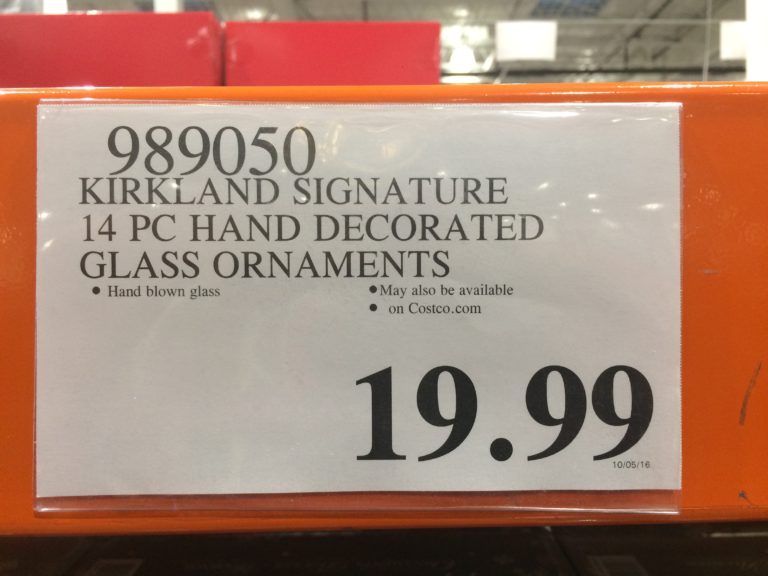 989050
KIRKLAND SIGNATURE
14 PC HAND DECORATED
GLASS ORNAMENTS
• Hand blown glass
• May also be available
• on Costco.com
19.99
10/05/16